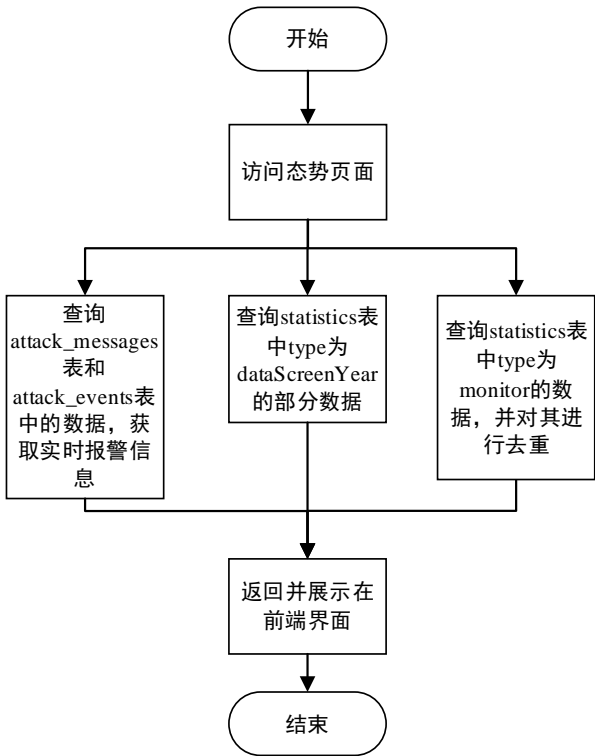 开始
访问态势页面
查询
attack_messages
表和
attack_events表
中的数据，获
取实时报警信
息
查询statistics表
中type为
dataScreenYear
的部分数据
查询statistics表
中type为
monitor的数
据，并对其进
行去重
返回并展示在
前端界面
结束